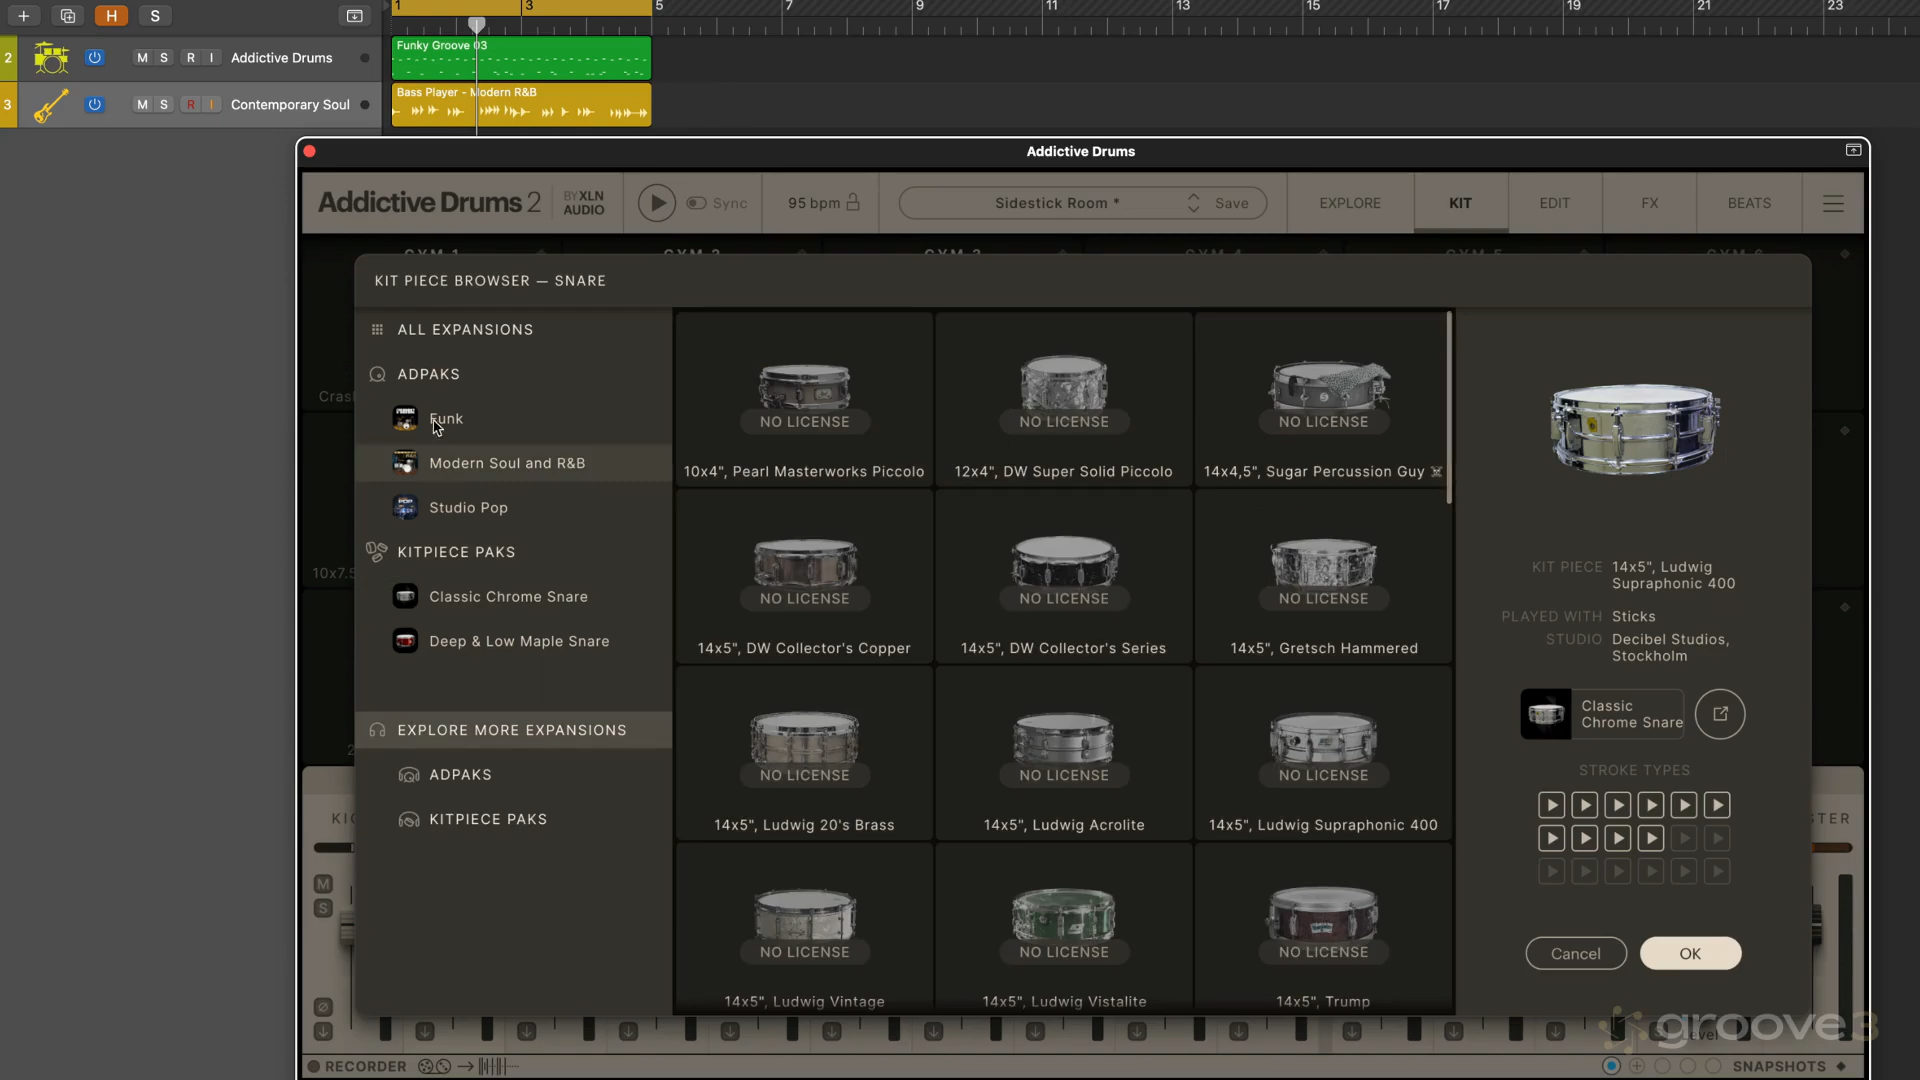 H S
1 3 5 7 9 11 13 15 17 19 21 23
2 M S R I Addictive Drums
Funky Groove 03
3 M S R I Contemporary Soul
Bass Player - Modern R&B
Addictive Drums
Addictive Drums 2 BY XLN AUDIO Sync 95 bpm Sidestick Room * Save EXPLORE KIT EDIT FX BEATS
KIT PIECE BROWSER — SNARE
ALL EXPANSIONS
ADPAKS
Funk
Modern Soul and R&B
Studio Pop
KITPIECE PAKS
Classic Chrome Snare
Deep & Low Maple Snare
EXPLORE MORE EXPANSIONS
ADPAKS
KITPIECE PAKS
NO LICENSE NO LICENSE NO LICENSE
10x4", Pearl Masterworks Piccolo 12x4", DW Super Solid Piccolo 14x4,5", Sugar Percussion Guy
NO LICENSE NO LICENSE NO LICENSE
14x5", DW Collector's Copper 14x5", DW Collector's Series 14x5", Gretsch Hammered
NO LICENSE NO LICENSE NO LICENSE
14x5", Ludwig 20's Brass 14x5", Ludwig Acrolite 14x5", Ludwig Supraphonic 400
NO LICENSE NO LICENSE NO LICENSE
14x5", Ludwig Vintage 14x5", Ludwig Vistalite 14x5", Trump
KIT PIECE 14x5", Ludwig
Supraphonic 400
PLAYED WITH Sticks
STUDIO Decibel Studios,
Stockholm
Classic
Chrome Snare
STROKE TYPES
Cancel OK
M
S
groove3
RECORDER SNAPSHOTS